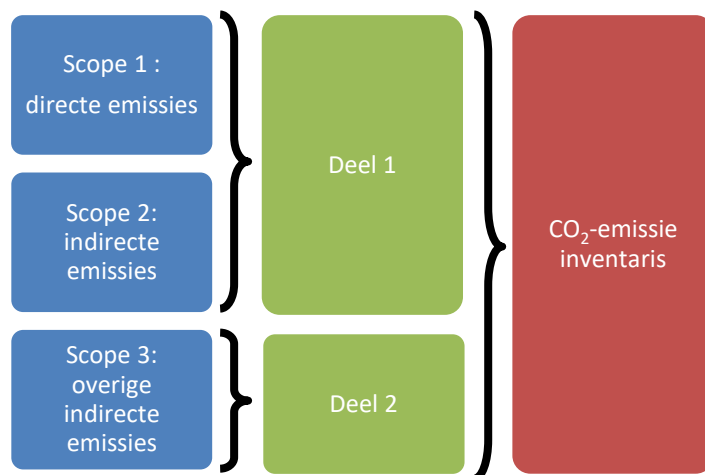 Scope 1 :
directe emissies
Scope 2:
indirecte
emissies
Scope 3:
overige
indirecte
emissies
Deel 1
Deel 2
CO₂-emissie
inventaris